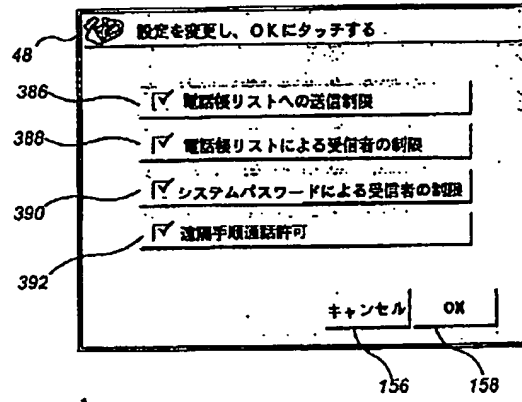 設定を変更し、OKにタッチする
48
386
電話帳リストへの送信制限
388
電話帳リストによる受信者の制限
390
システムパスワードによる受信者の制限
392
遠隔手順通話許可
キャンセル OK
156 158